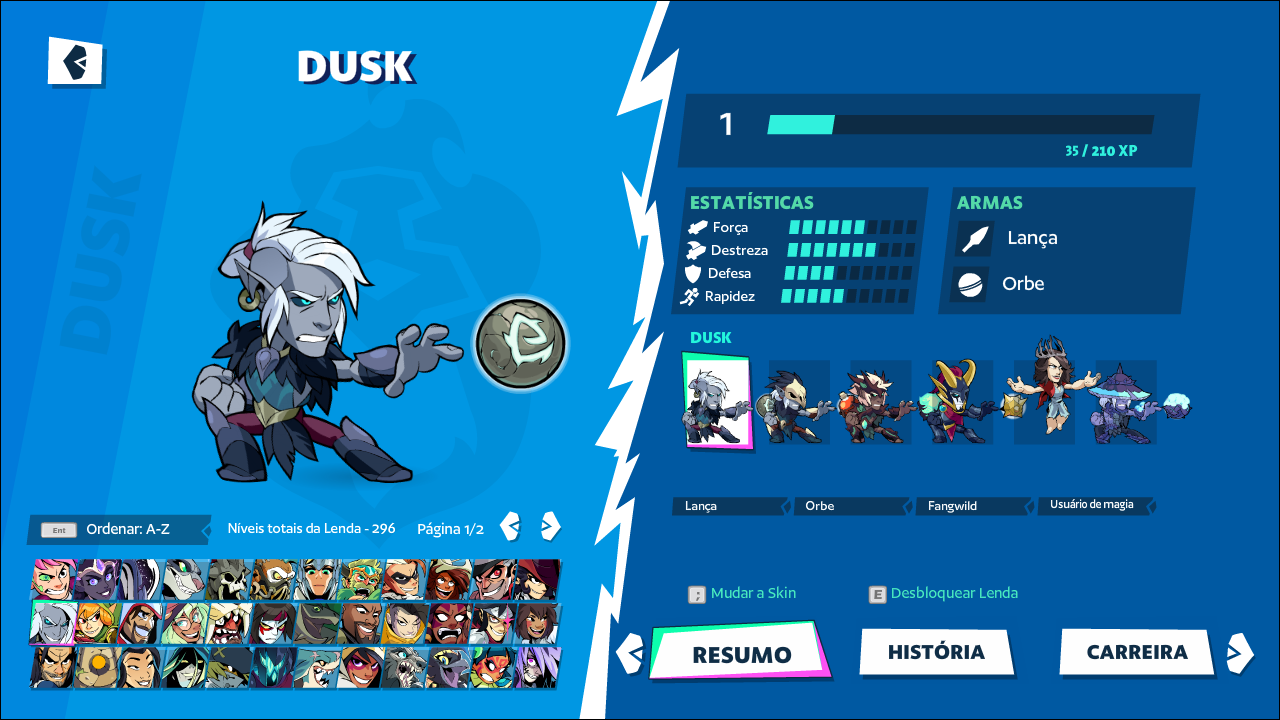 DUSK
DUSK
1
35 / 210 XP
ESTATÍSTICAS
Força
Destreza
Defesa
Rapidez
ARMAS
Lança
Orbe
DUSK
Lança
Orbe
Fangwild
Usuário de magia
Ent
Ordenar: A-Z
Níveis totais da Lenda - 296
Página 1/2
; Mudar a Skin
E Desbloquear Lenda
RESUMO
HISTÓRIA
CARREIRA